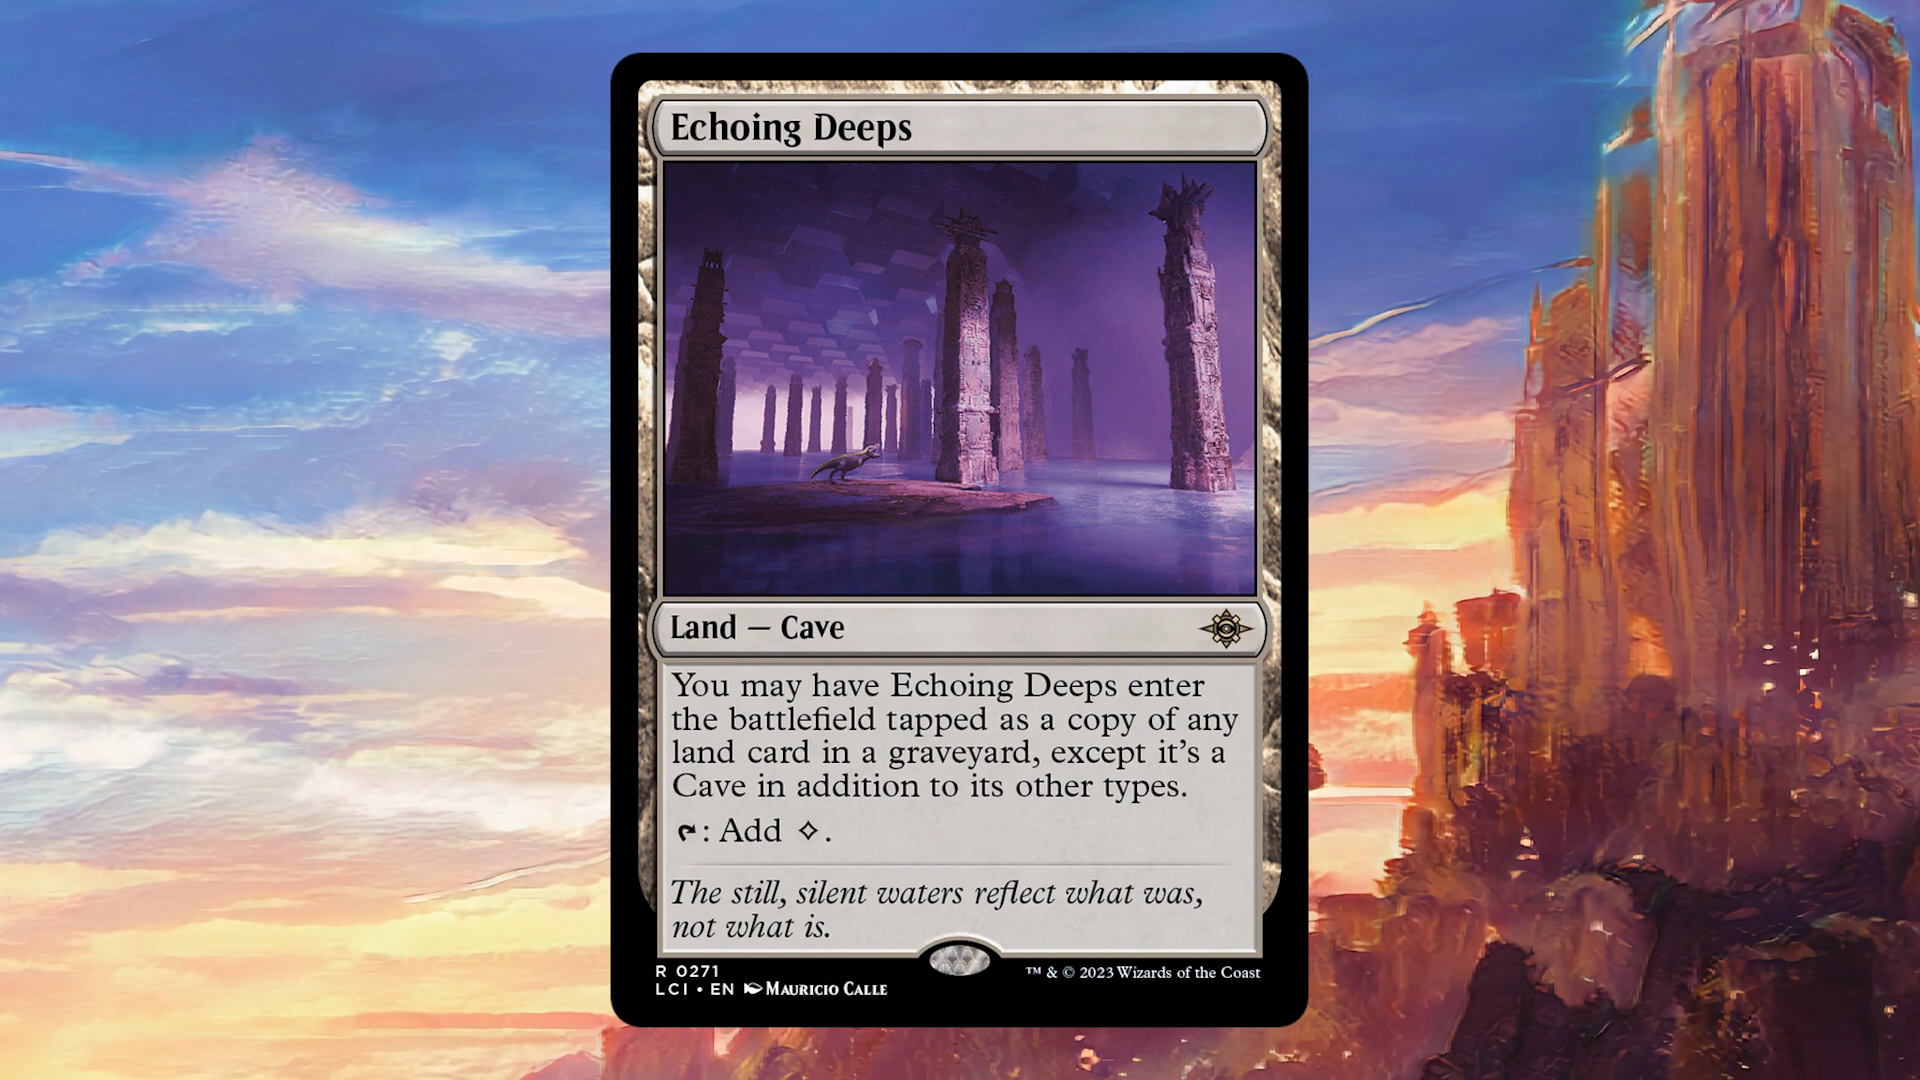 Echoing Deeps
Land — Cave
You may have Echoing Deeps enter
the battlefield tapped as a copy of any
land card in a graveyard, except it's a
Cave in addition to its other types.
: Add .
The still, silent waters reflect what was,
not what is.
R 0271
LCI • EN Mauricio Calle
™ & © 2023 Wizards of the Coast